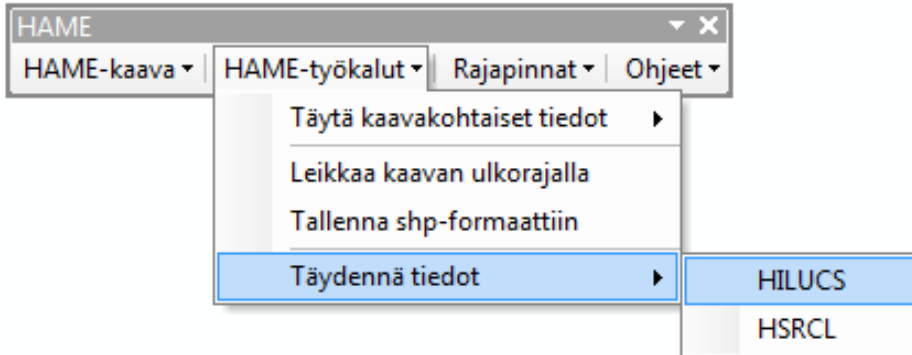 HAME
HAME-kaava HAME-työkalut Rajapinnat Ohjeet
Täytä kaavakohtaiset tiedot
Leikkaa kaavan ulkorajalla
Tallenna shp-formaattiin
Täydennä tiedot
HILUCS
HSRCL